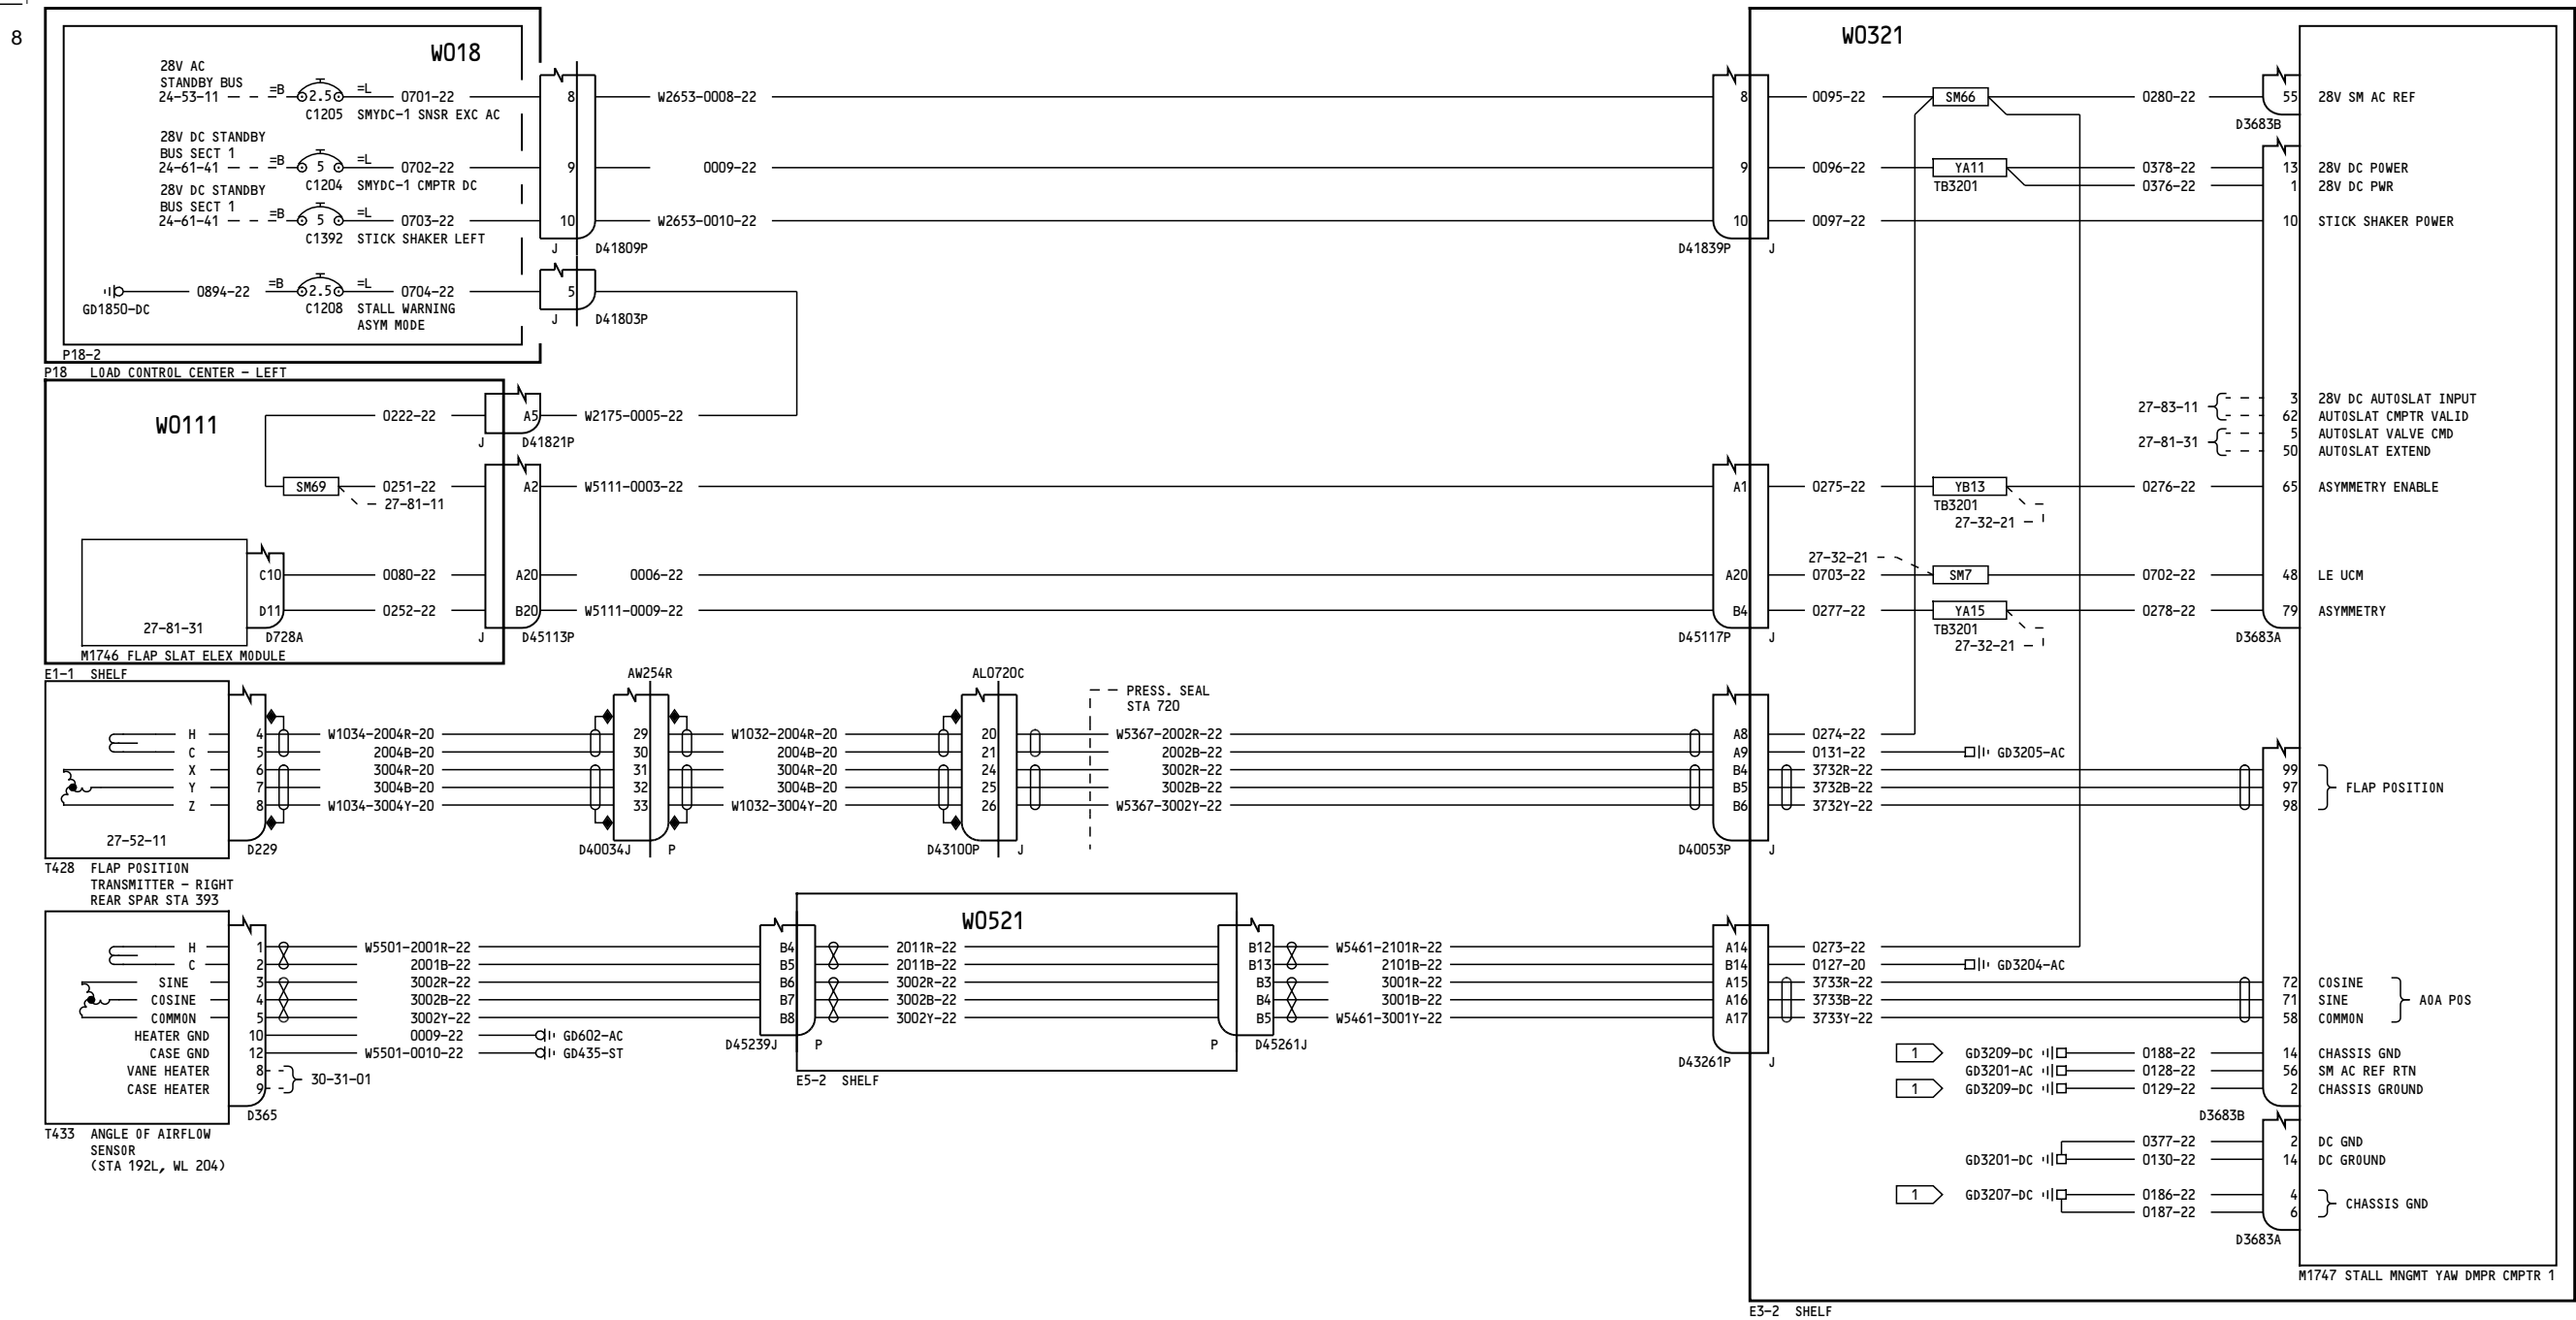 8
W018
28V AC
STANDBY BUS
24-53-11
=B
2.5
=L
0701-22
C1205
SMYDC-1 SNSR EXC AC
28V DC STANDBY
BUS SECT 1
24-61-41
=B
5
=L
0702-22
C1204
SMYDC-1 CMPTR DC
28V DC STANDBY
BUS SECT 1
24-61-41
=B
5
=L
0703-22
C1392
STICK SHAKER LEFT
GD1850-DC
0894-22
=B
2.5
=L
0704-22
C1208
STALL WARNING
ASYM MODE
P18-2
P18 LOAD CONTROL CENTER - LEFT
8
9
10
J
D41809P
5
J
D41803P
W2653-0008-22
0009-22
W2653-0010-22
8
9
10
D41839P
J
W0321
0095-22
SM66
0280-22
55
28V SM AC REF
D3683B
0096-22
YA11
TB3201
0378-22
0376-22
13
28V DC POWER
1
28V DC PWR
0097-22
10
STICK SHAKER POWER
W0111
0222-22
A5
W2175-0005-22
J
D41821P
SM69
0251-22
27-81-11
A2
W5111-0003-22
C10
0080-22
A20
0006-22
D11
0252-22
B20
W5111-0009-22
27-81-31
D728A
J
D45113P
M1746 FLAP SLAT ELEX MODULE
E1-1 SHELF
27-83-11
3
28V DC AUTOSLAT INPUT
62
AUTOSLAT CMPTR VALID
27-81-31
5
AUTOSLAT VALVE CMD
50
AUTOSLAT EXTEND
A1
0275-22
YB13
TB3201
27-32-21
0276-22
65
ASYMMETRY ENABLE
27-32-21
A20
0703-22
SM7
0702-22
48
LE UCM
B4
0277-22
YA15
TB3201
27-32-21
0278-22
79
ASYMMETRY
D45117P
J
D3683A
AW254R
AL0720C
PRESS. SEAL
STA 720
H
4
W1034-2004R-20
29
W1032-2004R-20
20
W5367-2002R-22
A8
0274-22
C
5
2004B-20
30
2004B-20
21
2002B-22
A9
0131-22
GD3205-AC
X
6
3004R-20
31
3004R-20
24
3002R-22
B4
3732R-22
99
Y
7
3004B-20
32
3004B-20
25
3002B-22
B5
3732B-22
97
FLAP POSITION
Z
8
W1034-3004Y-20
33
W1032-3004Y-20
26
W5367-3002Y-22
B6
3732Y-22
98
27-52-11
D229
D40034J
P
D43100P
J
D40053P
J
T428 FLAP POSITION
TRANSMITTER - RIGHT
REAR SPAR STA 393
W0521
H
1
W5501-2001R-22
B4
2011R-22
B12
W5461-2101R-22
A14
0273-22
C
2
2001B-22
B5
2011B-22
B13
2101B-22
B14
0127-20
GD3204-AC
SINE
3
3002R-22
B6
3002R-22
B3
3001R-22
A15
3733R-22
72
COSINE
COSINE
4
3002B-22
B7
3002B-22
B4
3001B-22
A16
3733B-22
71
SINE
AOA POS
COMMON
5
3002Y-22
B8
3002Y-22
B5
W5461-3001Y-22
A17
3733Y-22
58
COMMON
HEATER GND
10
0009-22
GD602-AC
CASE GND
12
W5501-0010-22
GD435-ST
VANE HEATER
8
CASE HEATER
9
30-31-01
D365
D45239J
P
P
D45261J
E5-2 SHELF
D43261P
J
T433 ANGLE OF AIRFLOW
SENSOR
(STA 192L, WL 204)
1
GD3209-DC
0188-22
14
CHASSIS GND
GD3201-AC
0128-22
56
SM AC REF RTN
1
GD3209-DC
0129-22
2
CHASSIS GROUND
D3683B
0377-22
2
DC GND
GD3201-DC
0130-22
14
DC GROUND
1
GD3207-DC
0186-22
4
0187-22
6
CHASSIS GND
D3683A
M1747 STALL MNGMT YAW DMPR CMPTR 1
E3-2 SHELF